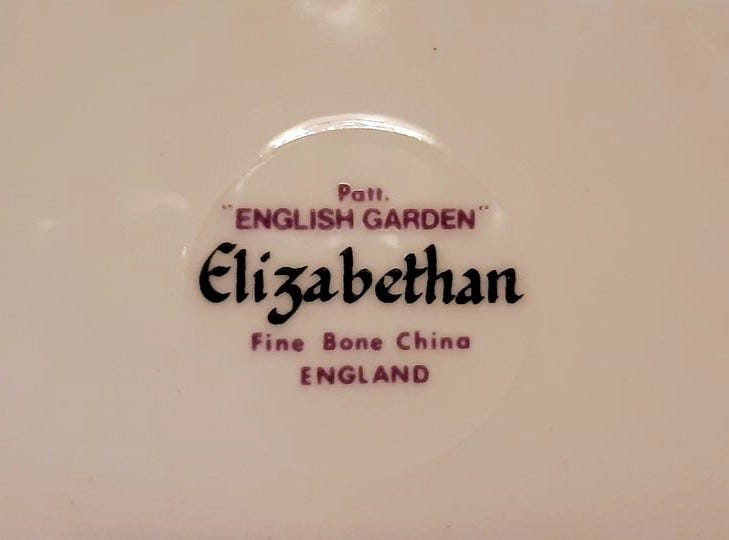 Patt.
"ENGLISH GARDEN"
Elizabethan
Fine Bone China
ENGLAND